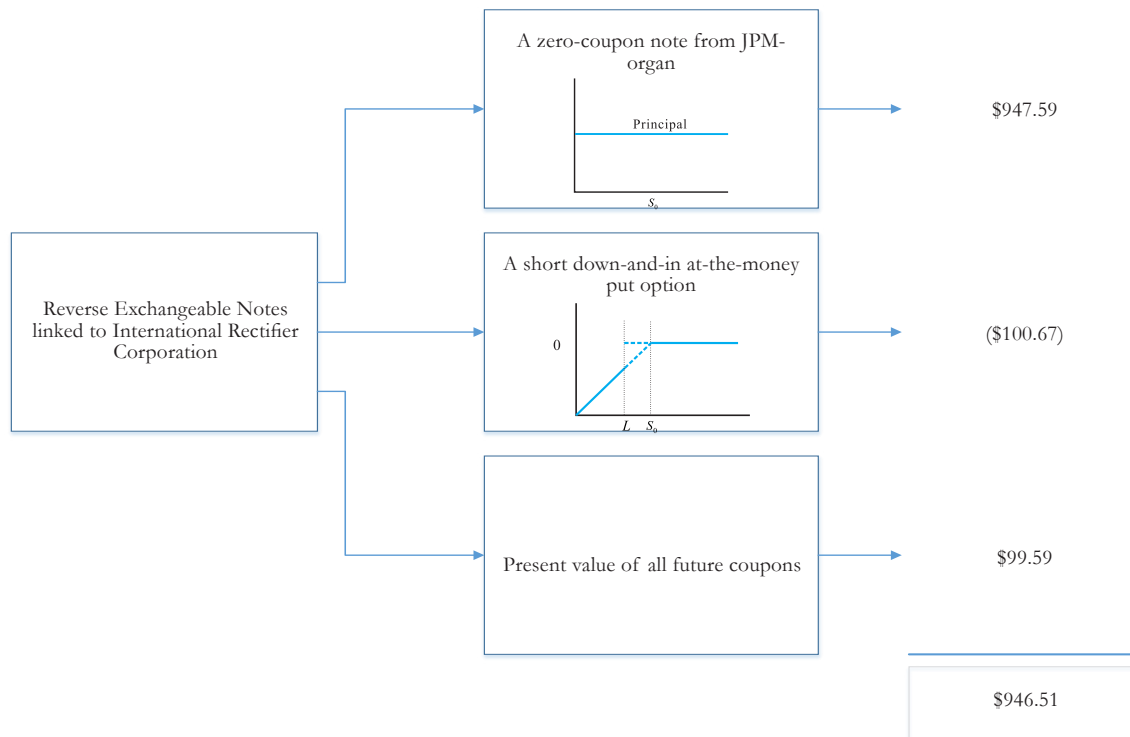 A zero-coupon note from JPM-
organ
Principal
S₀
$947.59
Reverse Exchangeable Notes
linked to International Rectifier
Corporation
A short down-and-in at-the-money
put option
0
L S₀
($100.67)
Present value of all future coupons
$99.59
$946.51